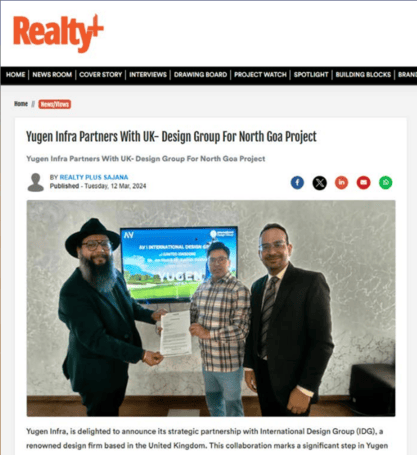 Realty+
HOME | NEWS ROOM | COVER STORY | INTERVIEWS | DRAWING BOARD | PROJECT WATCH | SPOTLIGHT | BUILDING BLOCKS | BRAN
Home // News/Views
Yugen Infra Partners With UK- Design Group For North Goa Project
Yugen Infra Partners With UK- Design Group For North Goa Project
BY REALTY PLUS SAJANA
Published - Tuesday, 12 Mar, 2024
INTERNATIONAL DESIGN
YUGEN
Yugen Infra, is delighted to announce its strategic partnership with International Design Group (IDG), a
renowned design firm based in the United Kingdom. This collaboration marks a significant step in Yugen